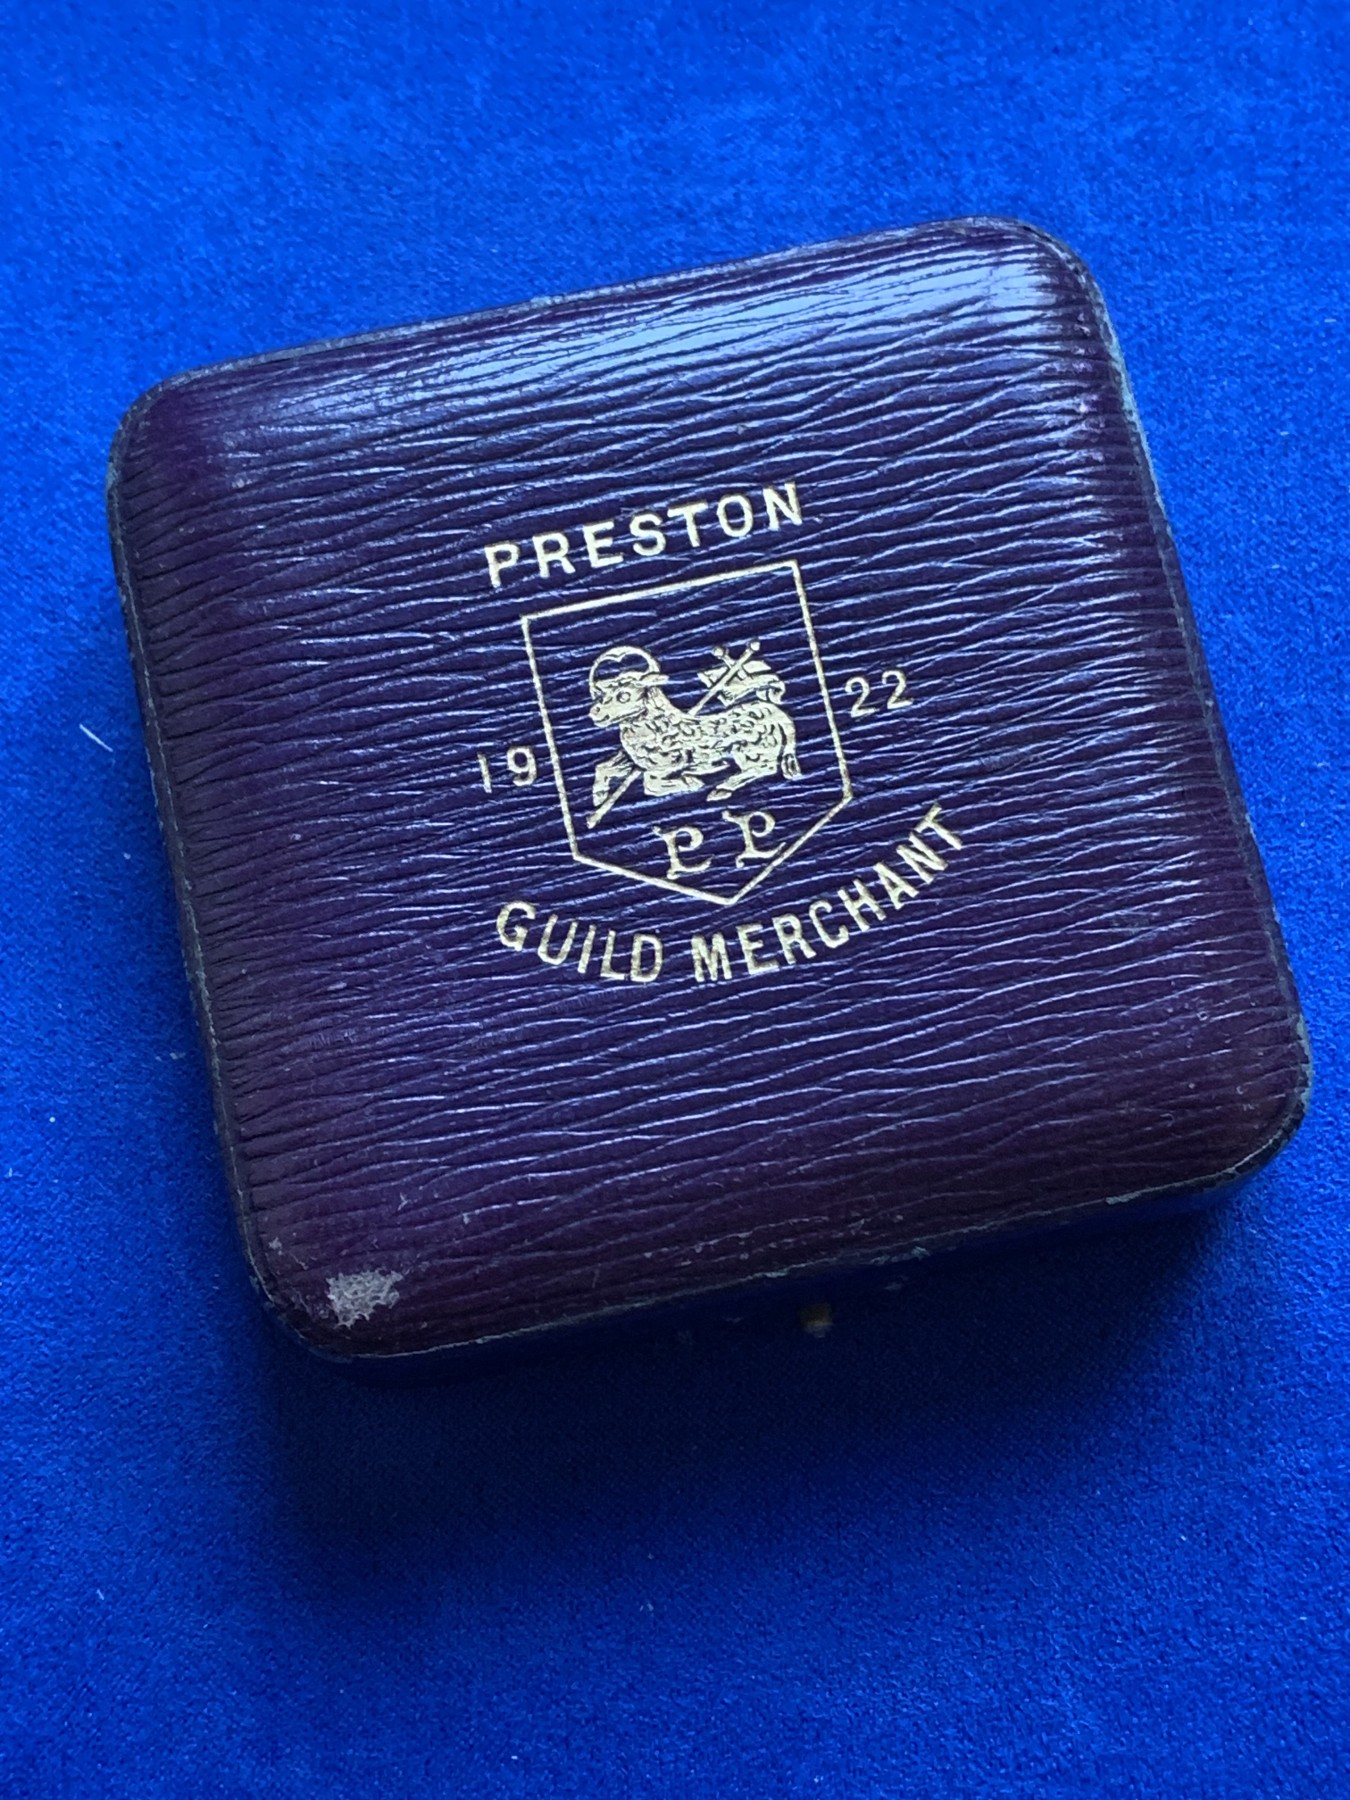 PRESTON
19 22
PP
GUILD MERCHANT